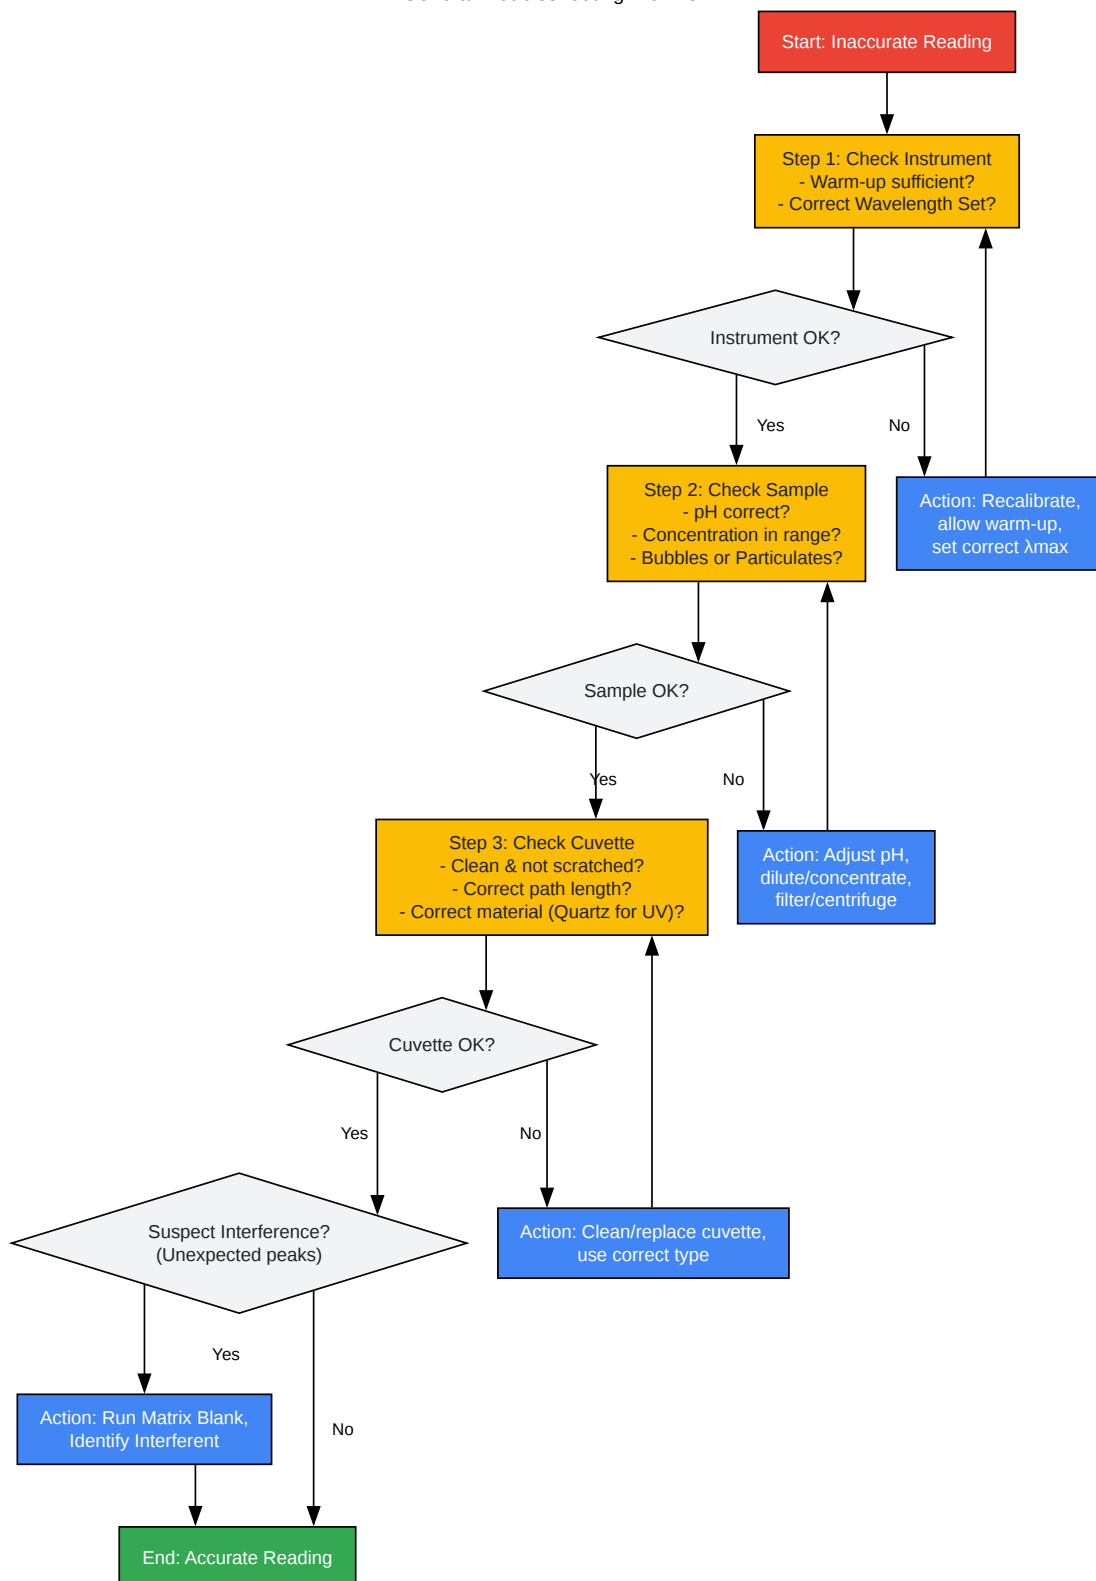 Start: Inaccurate Reading
Step 1: Check Instrument
- Warm-up sufficient?
- Correct Wavelength Set?
Instrument OK?
Yes
No
Step 2: Check Sample
- pH correct?
- Concentration in range?
- Bubbles or Particulates?
Action: Recalibrate,
allow warm-up,
set correct λmax
Sample OK?
Yes
No
Step 3: Check Cuvette
- Clean & not scratched?
- Correct path length?
- Correct material (Quartz for UV)?
Action: Adjust pH,
dilute/concentrate,
filter/centrifuge
Cuvette OK?
Yes
No
Suspect Interference?
(Unexpected peaks)
Action: Clean/replace cuvette,
use correct type
Yes
No
Action: Run Matrix Blank,
Identify Interferent
End: Accurate Reading